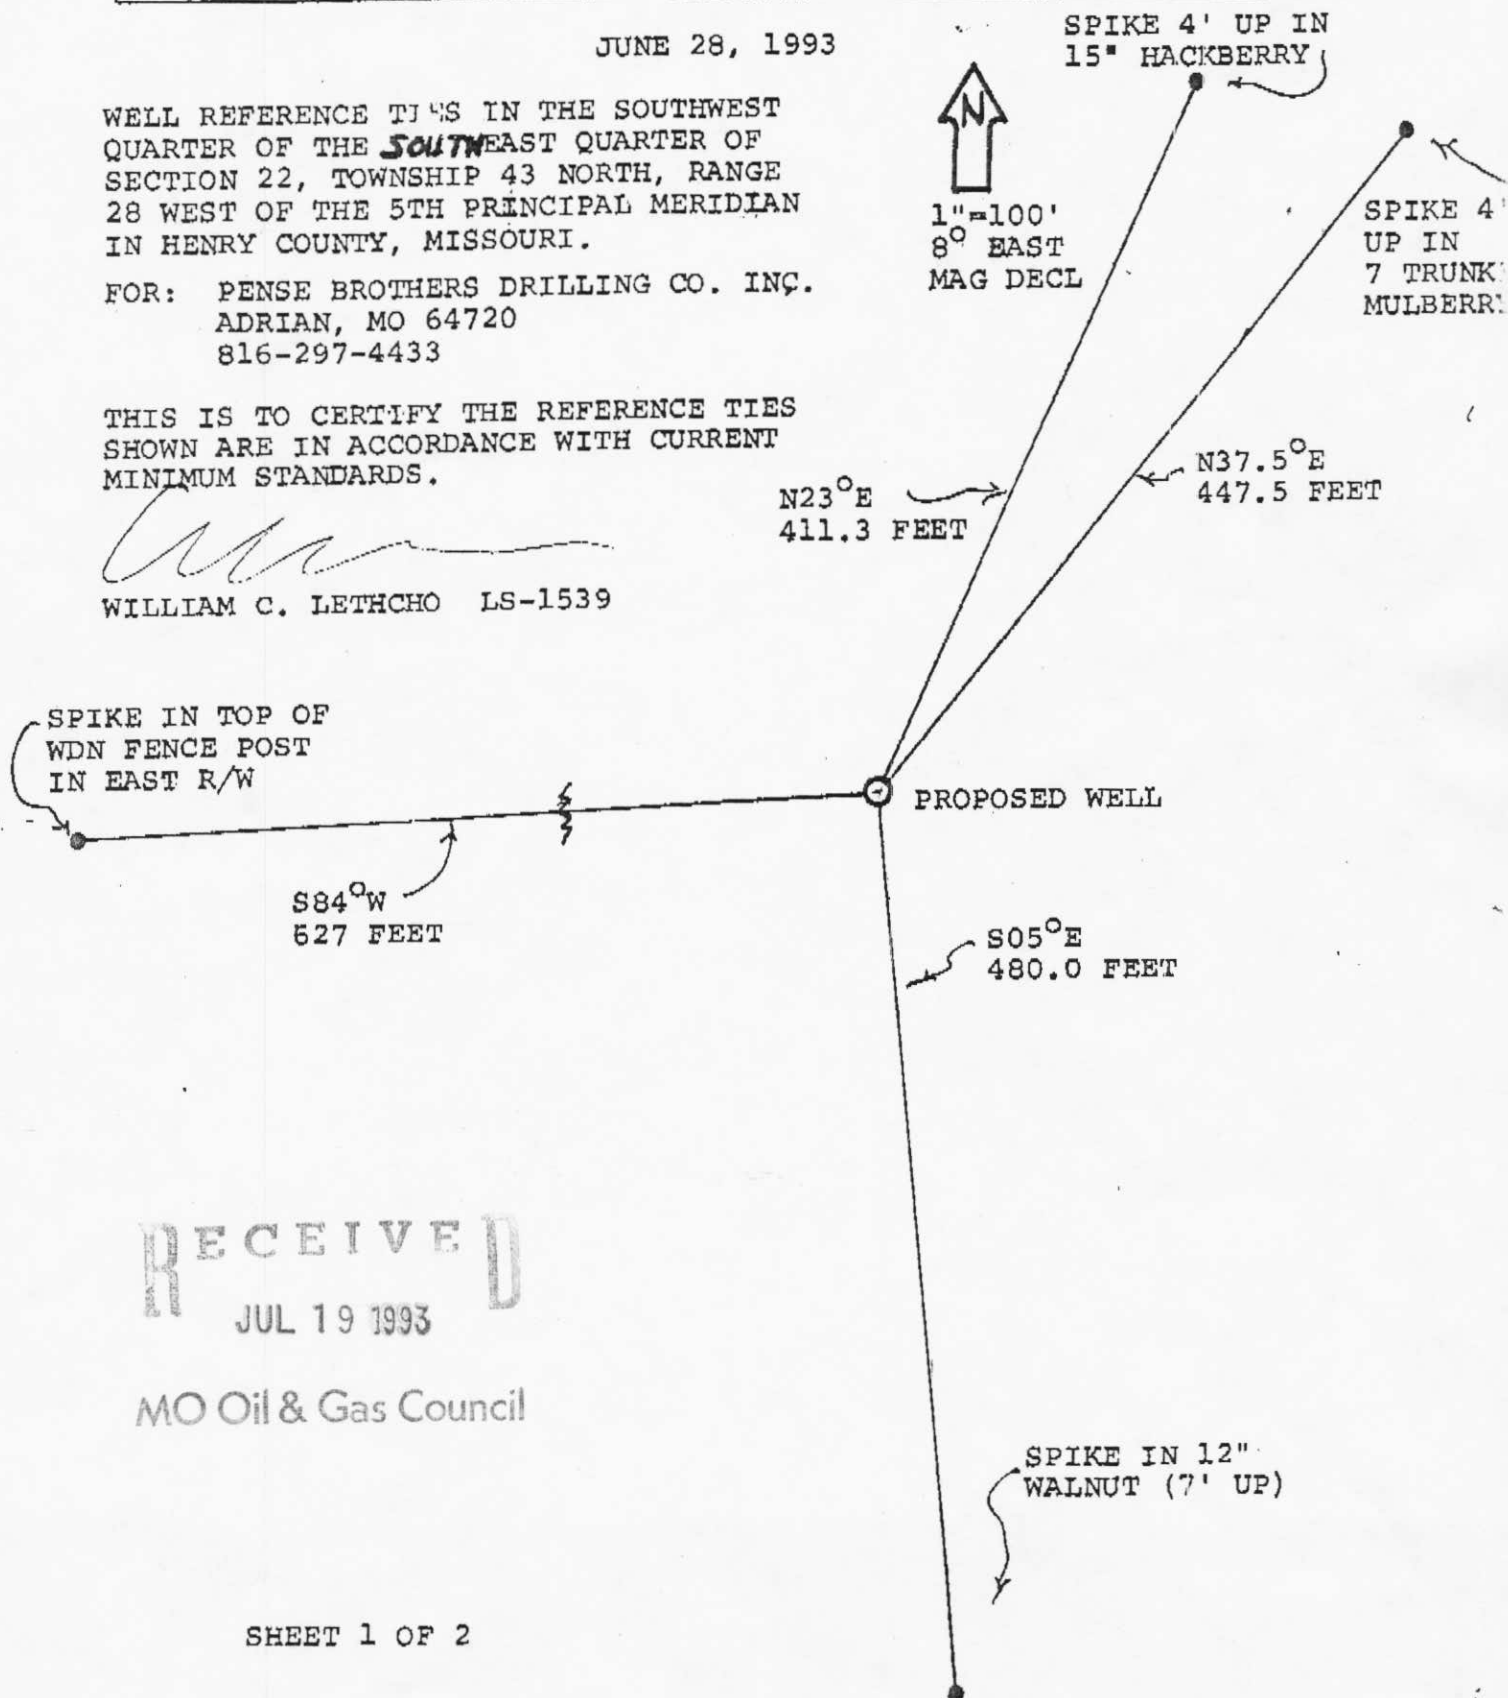 JUNE 28, 1993
WELL REFERENCE TIES IN THE SOUTHWEST
QUARTER OF THE SOUTHEAST QUARTER OF
SECTION 22, TOWNSHIP 43 NORTH, RANGE
28 WEST OF THE 5TH PRINCIPAL MERIDIAN
IN HENRY COUNTY, MISSOURI.
FOR: PENSE BROTHERS DRILLING CO. INC.
ADRIAN, MO 64720
816-297-4433
THIS IS TO CERTIFY THE REFERENCE TIES
SHOWN ARE IN ACCORDANCE WITH CURRENT
MINIMUM STANDARDS.
WILLIAM C. LETHCHO LS-1539
N
1"=100'
8° EAST
MAG DECL
SPIKE 4' UP IN
15" HACKBERRY
SPIKE 4'
UP IN
7 TRUNK
MULBERR
N23°E
411.3 FEET
N37.5°E
447.5 FEET
SPIKE IN TOP OF
WDN FENCE POST
IN EAST R/W
PROPOSED WELL
S84°W
627 FEET
S05°E
480.0 FEET
RECEIVED
JUL 19 1993
MO Oil & Gas Council
SPIKE IN 12"
WALNUT (7' UP)
SHEET 1 OF 2